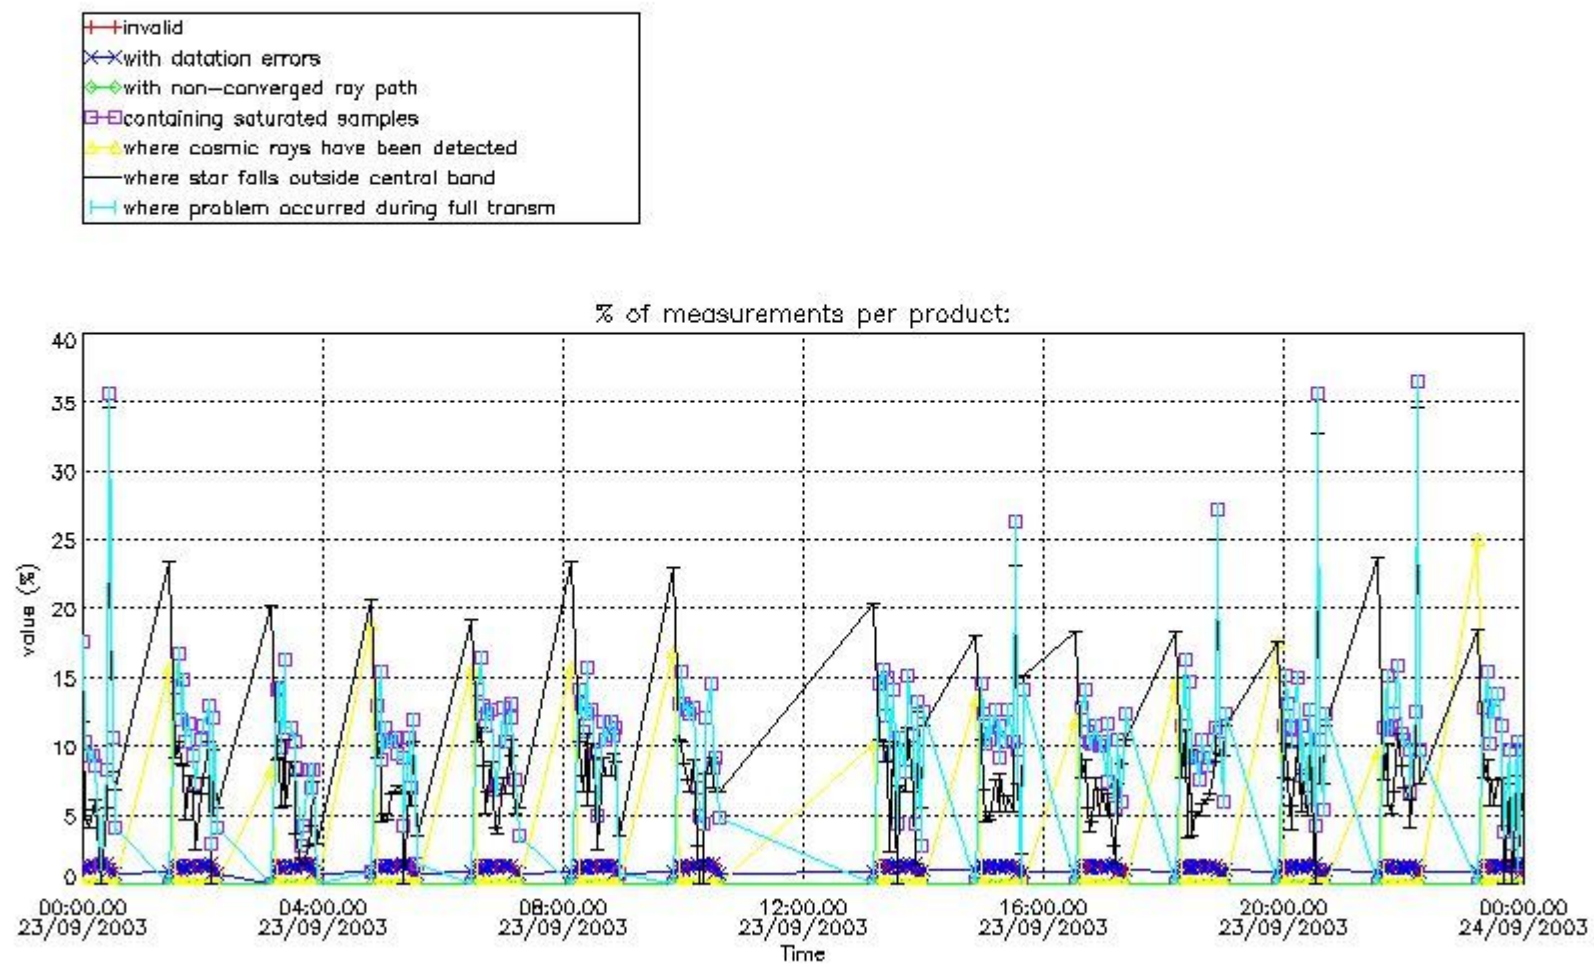 invalid
with datation errors
with non-converged ray path
containing saturated samples
where cosmic rays have been detected
where star falls outside central band
where problem occurred during full transm
% of measurements per product:
40
35
30
25
20
15
10
5
0
value (%)
00:00:00 04:00:00 08:00:00 12:00:00 16:00:00 20:00:00 00:00:00
23/09/2003 23/09/2003 23/09/2003 23/09/2003 23/09/2003 23/09/2003 24/09/2003
Time